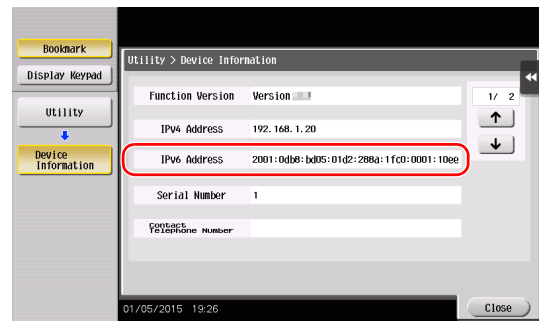 Bookmark
Display Keypad
Utility
Device
Information
Utility > Device Information
Function Version Version
1/ 2
IPv4 Address 192.168.1.20
IPv6 Address 2001:0db8:bd05:01d2:288a:1fc0:0001:10ee
Serial Number 1
Contact
Telephone Number
01/05/2015 19:26
Close